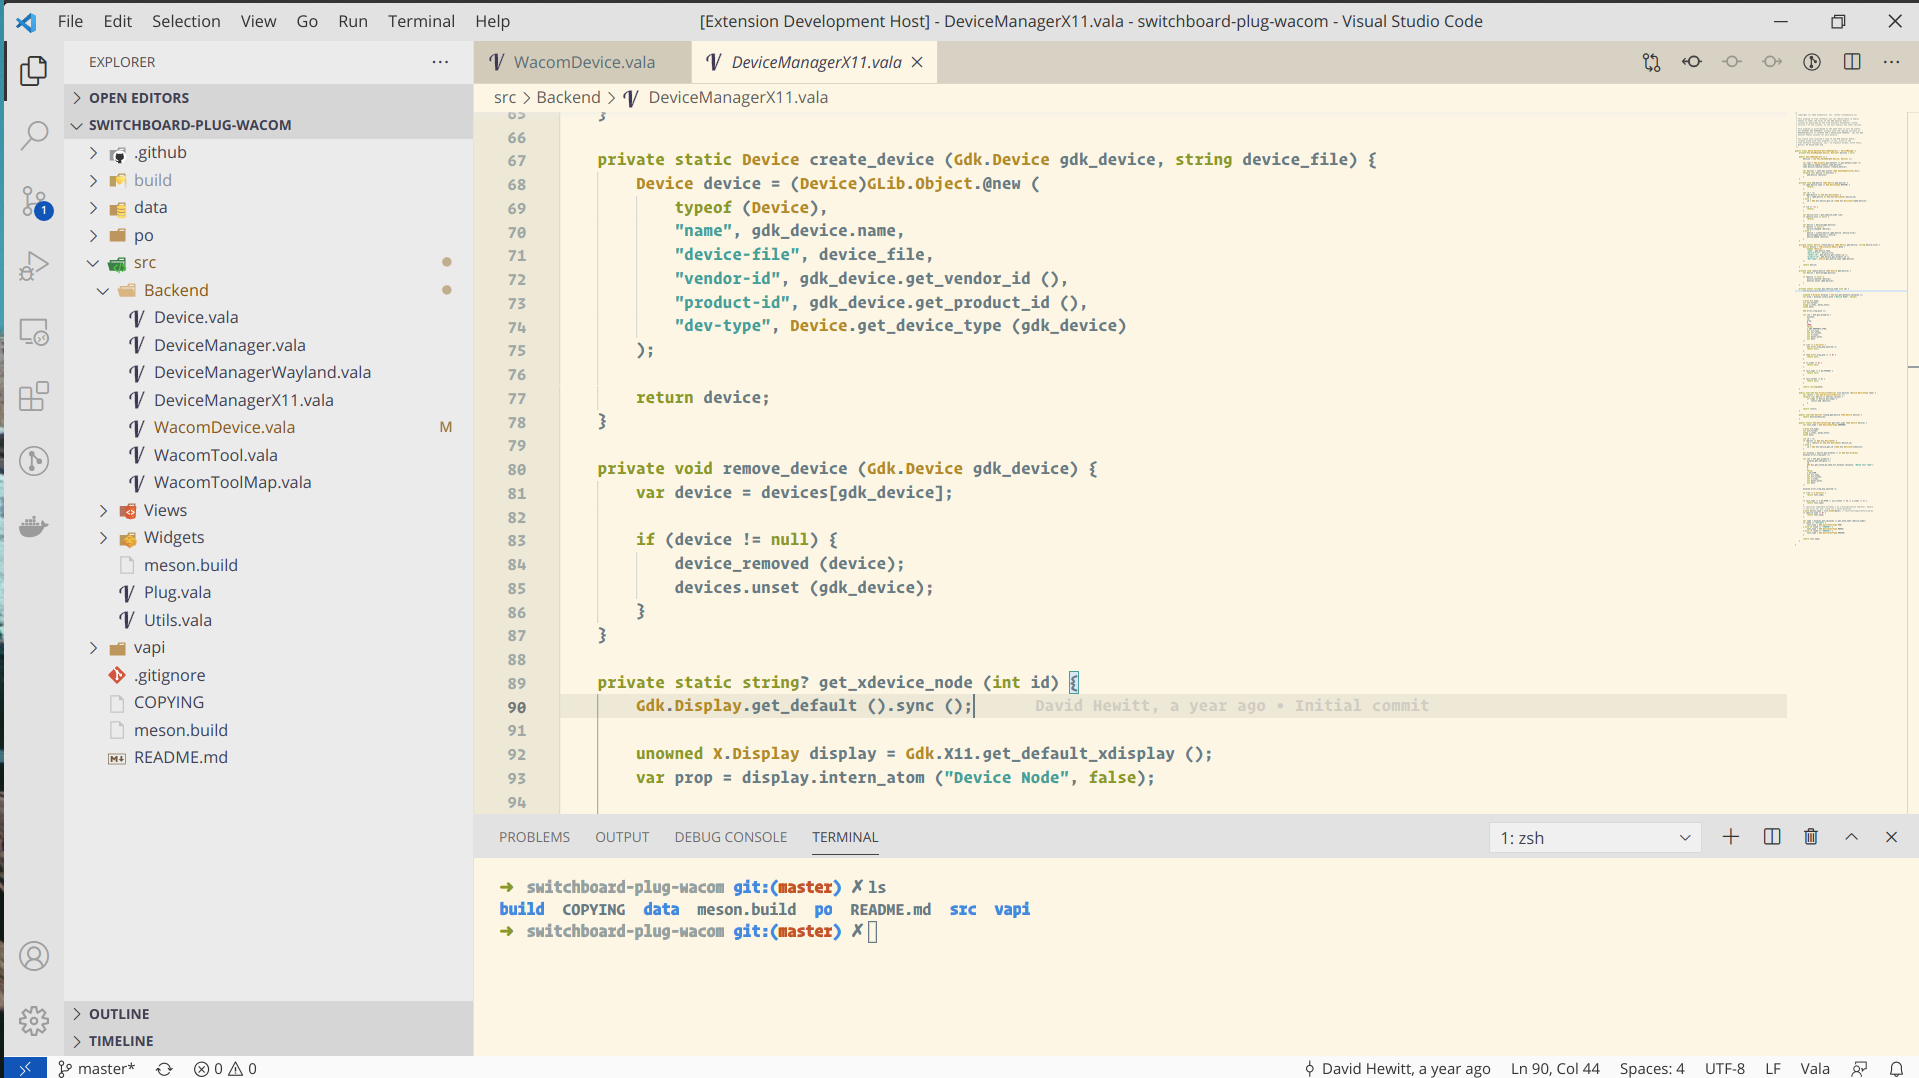 File Edit Selection View Go Run Terminal Help
[Extension Development Host] - DeviceManagerX11.vala - switchboard-plug-wacom - Visual Studio Code
EXPLORER
OPEN EDITORS
SWITCHBOARD-PLUG-WACOM
.github
build
data
po
src
Backend
Device.vala
DeviceManager.vala
DeviceManagerWayland.vala
DeviceManagerX11.vala
WacomDevice.vala M
WacomTool.vala
WacomToolMap.vala
Views
Widgets
meson.build
Plug.vala
Utils.vala
vapi
.gitignore
COPYING
meson.build
README.md
OUTLINE
TIMELINE
1
WacomDevice.vala
DeviceManagerX11.vala
src > Backend > DeviceManagerX11.vala
65 }
66
67 private static Device create_device (Gdk.Device gdk_device, string device_file) {
68 Device device = (Device)GLib.Object.@new (
69 typeof (Device),
70 "name", gdk_device.name,
71 "device-file", device_file,
72 "vendor-id", gdk_device.get_vendor_id (),
73 "product-id", gdk_device.get_product_id (),
74 "dev-type", Device.get_device_type (gdk_device)
75 );
76
77 return device;
78 }
79
80 private void remove_device (Gdk.Device gdk_device) {
81 var device = devices[gdk_device];
82
83 if (device != null) {
84 device_removed (device);
85 devices.unset (gdk_device);
86 }
87 }
88
89 private static string? get_xdevice_node (int id) {
90 Gdk.Display.get_default ().sync (); David Hewitt, a year ago • Initial commit
91
92 unowned X.Display display = Gdk.X11.get_default_xdisplay ();
93 var prop = display.intern_atom ("Device Node", false);
94
PROBLEMS OUTPUT DEBUG CONSOLE TERMINAL
1: zsh
➜ switchboard-plug-wacom git:(master) ✗ ls
build COPYING data meson.build po README.md src vapi
➜ switchboard-plug-wacom git:(master) ✗
master* 0 0
David Hewitt, a year ago Ln 90, Col 44 Spaces: 4 UTF-8 LF Vala